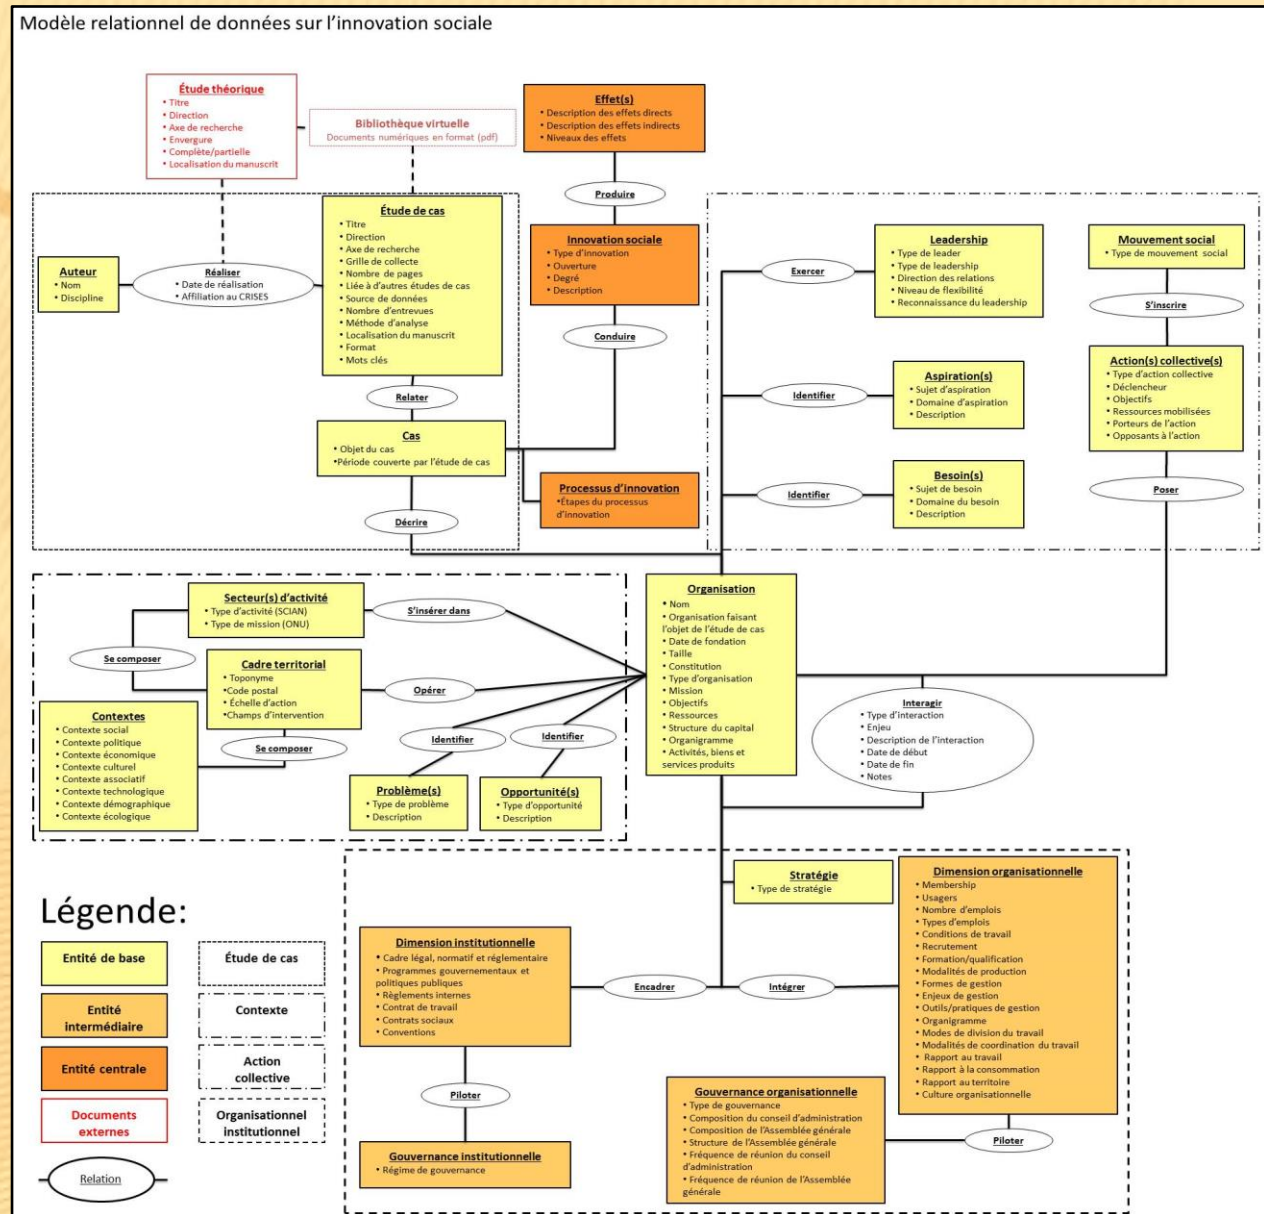 Modèle relationnel de données sur l'innovation sociale
Étude théorique
• Titre
• Direction
• Axe de recherche
• Envergure
• Complète/partielle
• Localisation du manuscrit
Bibliothèque virtuelle
Documents numériques en format (pdf)
Effet(s)
• Description des effets directs
• Description des effets indirects
• Niveaux des effets
Produire
Auteur
• Nom
• Discipline
Réaliser
• Date de réalisation
• Affiliation au CRISES
Étude de cas
• Titre
• Direction
• Axe de recherche
• Grille de collecte
• Nombre de pages
• Liée à d'autres études de cas
• Source de données
• Nombre d'entrevues
• Méthode d'analyse
• Localisation du manuscrit
• Format
• Mots clés
Innovation sociale
• Type d'innovation
• Ouverture
• Degré
• Description
Conduire
Relater
Cas
• Objet du cas
•Période couverte par l'étude de cas
Processus d'innovation
•Étapes du processus
d'innovation
Décrire
Exercer
Leadership
• Type de leader
• Type de leadership
• Direction des relations
• Niveau de flexibilité
• Reconnaissance du leadership
Mouvement social
• Type de mouvement social
S'inscrire
Identifier
Aspiration(s)
• Sujet d'aspiration
• Domaine d'aspiration
• Description
Action(s) collective(s)
• Type d'action collective
• Déclencheur
• Objectifs
• Ressources mobilisées
• Porteurs de l'action
• Opposants à l'action
Identifier
Besoin(s)
• Sujet de besoin
• Domaine du besoin
• Description
Poser
Secteur(s) d'activité
• Type d'activité (SCIAN)
• Type de mission (ONU)
S'insérer dans
Se composer
Cadre territorial
• Toponyme
•Code postal
•Échelle d'action
•Champs d'intervention
Opérer
Contextes
• Contexte social
• Contexte politique
• Contexte économique
• Contexte culturel
• Contexte associatif
• Contexte technologique
• Contexte démographique
• Contexte écologique
Se composer
Identifier
Identifier
Problème(s)
• Type de problème
• Description
Opportunité(s)
• Type d'opportunité
• Description
Organisation
• Nom
• Organisation faisant
l'objet de l'étude de cas
• Date de fondation
• Taille
• Constitution
• Type d'organisation
• Mission
• Objectifs
• Ressources
• Structure du capital
• Organigramme
• Activités, biens et
services produits
Interagir
• Type d'interaction
• Enjeu
• Description de l'interaction
• Date de début
• Date de fin
• Notes
Stratégie
• Type de stratégie
Dimension institutionnelle
• Cadre légal, normatif et réglementaire
• Programmes gouvernementaux et
politiques publiques
• Règlements internes
• Contrat de travail
• Contrats sociaux
• Conventions
Encadrer
Intégrer
Dimension organisationnelle
• Membership
• Usagers
• Nombre d'emplois
• Types d'emplois
• Conditions de travail
• Recrutement
• Formation/qualification
• Modalités de production
• Formes de gestion
• Enjeux de gestion
• Outils/pratiques de gestion
• Organigramme
• Modes de division du travail
• Modalités de coordination du travail
• Rapport au travail
• Rapport à la consommation
• Rapport au territoire
• Culture organisationnelle
Piloter
Gouvernance institutionnelle
• Régime de gouvernance
Gouvernance organisationnelle
• Type de gouvernance
• Composition du conseil d'administration
• Composition de l'Assemblée générale
• Structure de l'Assemblée générale
• Fréquence de réunion du conseil
d'administration
• Fréquence de réunion de l'Assemblée
générale
Piloter
Légende:
Entité de base
Étude de cas
Entité
intermédiaire
Contexte
Entité centrale
Action
collective
Documents
externes
Organisationnel
institutionnel
Relation